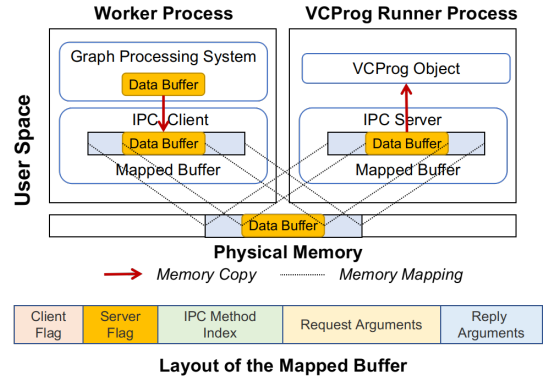 Worker Process
VCProg Runner Process
User Space
Graph Processing System
Data Buffer
IPC Client
Data Buffer
Mapped Buffer
VCProg Object
IPC Server
Data Buffer
Mapped Buffer
Data Buffer
Physical Memory
Memory Copy
Memory Mapping
Client
Flag
Server
Flag
IPC Method
Index
Request Arguments
Reply
Arguments
Layout of the Mapped Buffer